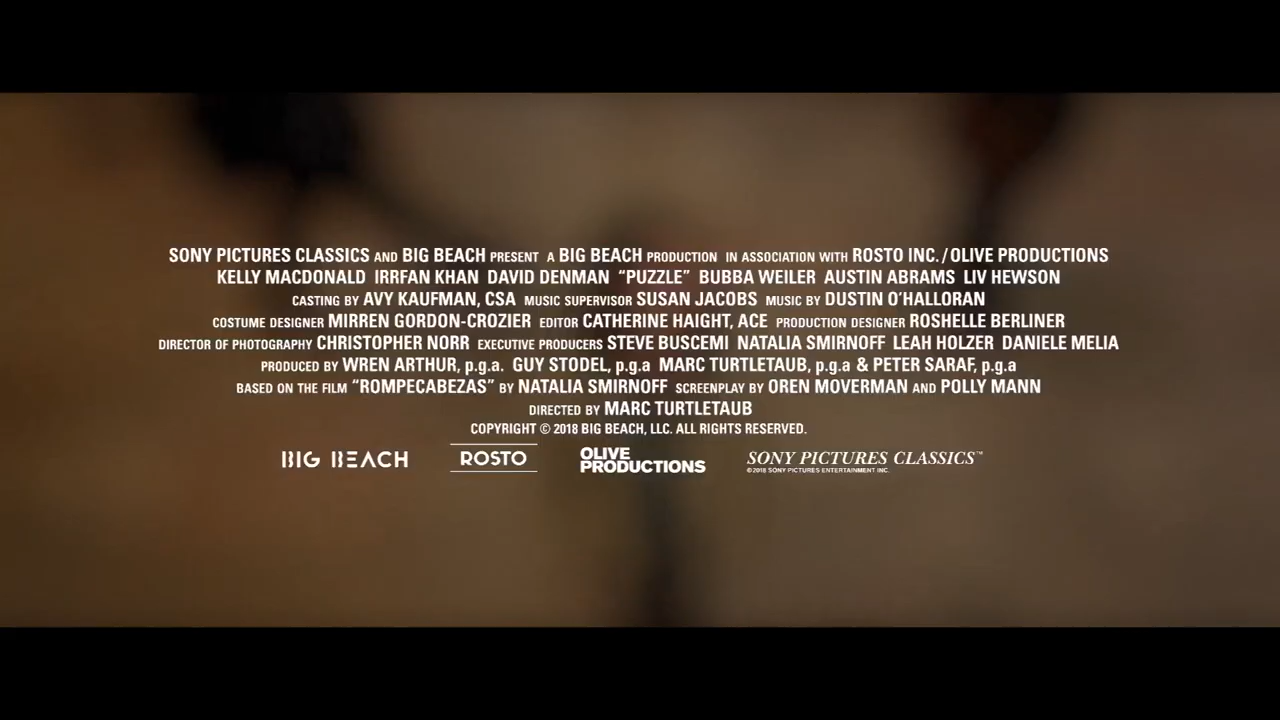 SONY PICTURES CLASSICS AND BIG BEACH PRESENT A BIG BEACH PRODUCTION IN ASSOCIATION WITH ROSTO INC./OLIVE PRODUCTIONS
KELLY MACDONALD IRRFAN KHAN DAVID DENMAN “PUZZLE” BUBBA WEILER AUSTIN ABRAMS LIV HEWSON
CASTING BY AVY KAUFMAN, CSA MUSIC SUPERVISOR SUSAN JACOBS MUSIC BY DUSTIN O’HALLORAN
COSTUME DESIGNER MIRREN GORDON-CROZIER EDITOR CATHERINE HAIGHT, ACE PRODUCTION DESIGNER ROSHELLE BERLINER
DIRECTOR OF PHOTOGRAPHY CHRISTOPHER NORR EXECUTIVE PRODUCERS STEVE BUSCEMI NATALIA SMIRNOFF LEAH HOLZER DANIELE MELIA
PRODUCED BY WREN ARTHUR, p.g.a. GUY STODEL, p.g.a MARC TURTLETAUB, p.g.a & PETER SARAF, p.g.a
BASED ON THE FILM “ROMPECABEZAS” BY NATALIA SMIRNOFF SCREENPLAY BY OREN MOVERMAN AND POLLY MANN
DIRECTED BY MARC TURTLETAUB
COPYRIGHT © 2018 BIG BEACH, LLC. ALL RIGHTS RESERVED.
BIG BEACH ROSTO OLIVE PRODUCTIONS SONY PICTURES CLASSICS™
©2018 SONY PICTURES ENTERTAINMENT INC.